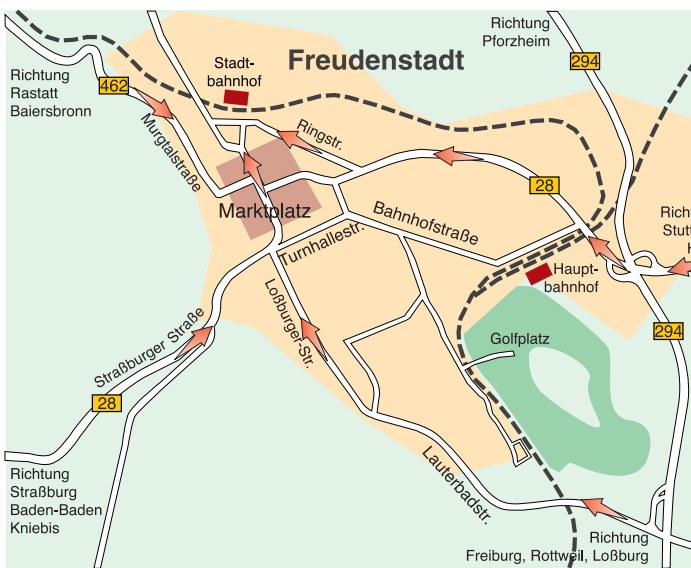 Richtung
Pforzheim
294
Freudenstadt
Stadt-
bahnhof
Richtung
Rastatt
Baiersbronn
462
Murgtalstraße
Ringstr.
28
Marktplatz
Bahnhofstraße
Turnhallestr.
Haupt-
bahnhof
Loßburger-Str.
Straßburger Straße
Golfplatz
294
28
Lauterbadstr.
Richtung
Straßburg
Baden-Baden
Kniebis
Richtung
Freiburg, Rottweil, Loßburg